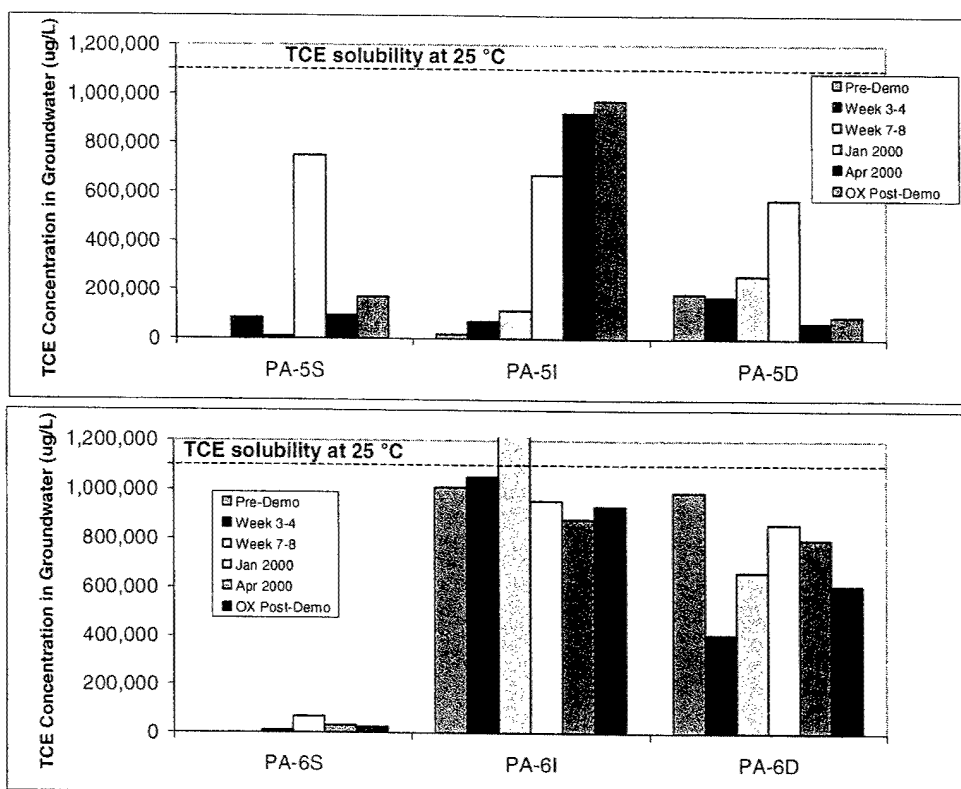 TCE Concentration in Groundwater (ug/L)
1,200,000
1,000,000
800,000
600,000
400,000
200,000
0
TCE solubility at 25 °C
Pre-Demo
Week 3-4
Week 7-8
Jan 2000
Apr 2000
OX Post-Demo
PA-5S
PA-5I
PA-5D
TCE Concentration in Groundwater (ug/L)
1,200,000
1,000,000
800,000
600,000
400,000
200,000
0
TCE solubility at 25 °C
Pre-Demo
Week 3-4
Week 7-8
Jan 2000
Apr 2000
OX Post-Demo
PA-6S
PA-6I
PA-6D